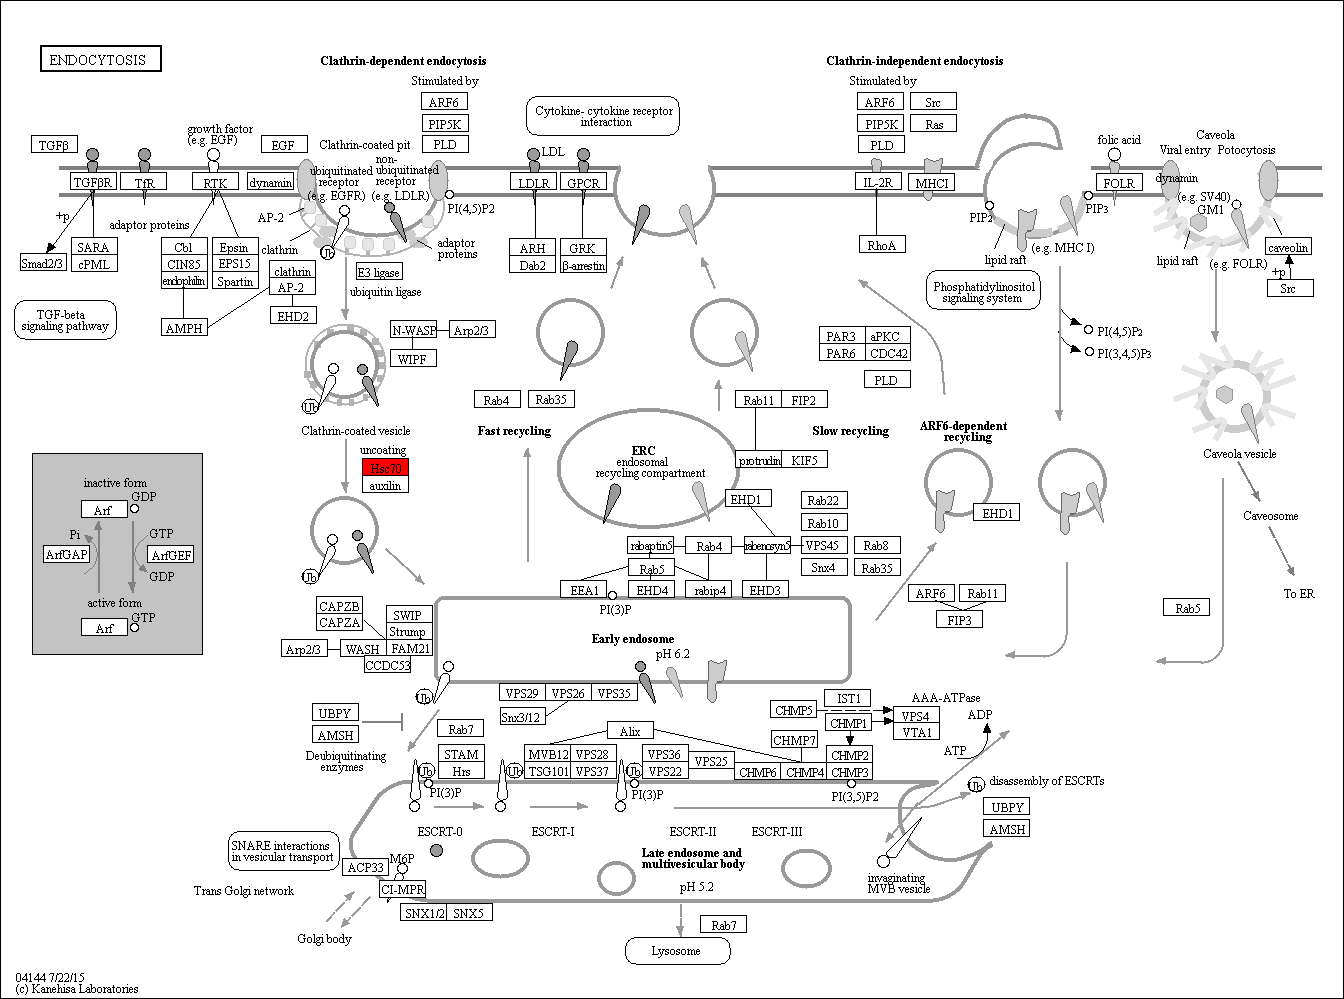 ENDOCYTOSIS
Clathrin-dependent endocytosis
Clathrin-independent endocytosis
Stimulated by
ARF6
PIP5K
PLD
Cytokine- cytokine receptor
interaction
Stimulated by
ARF6
Src
PIP5K
Ras
PLD
TGFβ
growth factor
(e.g. EGF)
EGF
Clathrin-coated pit
non-
ubiquitinated
receptor
(e.g. LDLR)
ubiquitinated
receptor
(e.g. EGFR)
LDL
folic acid
Caveola
Viral entry
Potocytosis
TGFβR
TfR
RTK
dynamin
LDLR
GPCR
IL-2R
MHCI
FOLR
dynamin
(e.g. SV40)
GM1
PI(4,5)P2
PIP2
PIP3
+p
adaptor proteins
AP-2
clathrin
Ub
adaptor
proteins
Smad2/3
SARA
cPML
Cbl
CIN85
endophilin
Epsin
EPS15
Spartin
clathrin
AP-2
EHD2
AMPH
E3 ligase
ubiquitin ligase
ARH
Dab2
GRK
β-arrestin
RhoA
lipid raft
(e.g. MHC I)
lipid raft
(e.g. FOLR)
caveolin
+p
Src
TGF-beta
signaling pathway
Phosphatidylinositol
signaling system
N-WASP
Arp2/3
WIPF
PAR3
aPKC
PAR6
CDC42
PLD
PI(4,5)P2
PI(3,4,5)P3
Ub
Rab4
Rab35
Rab11
FIP2
Clathrin-coated vesicle
Fast recycling
Slow recycling
ARF6-dependent
recycling
uncoating
Hsc70
auxilin
ERC
endosomal
recycling compartment
protrudin
KIF5
Caveola vesicle
inactive form
GDP
Arf
Pi
GTP
ArfGAP
ArfGEF
GDP
active form
GTP
Arf
EHD1
Rab22
Rab10
EHD1
Caveosome
rabaptin5
Rab4
rabenosyn5
VPS45
Rab8
Rab5
Snx4
Rab35
Ub
EEA1
EHD4
rabip4
EHD3
PI(3)P
ARF6
Rab11
FIP3
To ER
Rab5
CAPZB
CAPZA
SWIP
Strump
Arp2/3
WASH
FAM21
CCDC53
Early endosome
pH 6.2
Ub
VPS29
VPS26
VPS35
Snx3/12
IST1
AAA-ATPase
CHMP5
CHMP1
VPS4
VTA1
ADP
ATP
UBPY
AMSH
Deubiquitinating
enzymes
Rab7
Alix
CHMP7
STAM
Hrs
MVB12
VPS28
TSG101
VPS37
VPS36
VPS22
VPS25
CHMP6
CHMP4
CHMP2
CHMP3
Ub
PI(3)P
Ub
Ub
PI(3)P
PI(3,5)P2
Ub
disassembly of ESCRTs
UBPY
AMSH
ESCRT-0
ESCRT-I
ESCRT-II
ESCRT-III
SNARE interactions
in vesicular transport
ACP33
M6P
CI-MPR
Late endosome and
multivesicular body
pH 5.2
invaginating
MVB vesicle
Trans Golgi network
SNX1/2
SNX5
Golgi body
Rab7
Lysosome
04144 7/22/15
(c) Kanehisa Laboratories